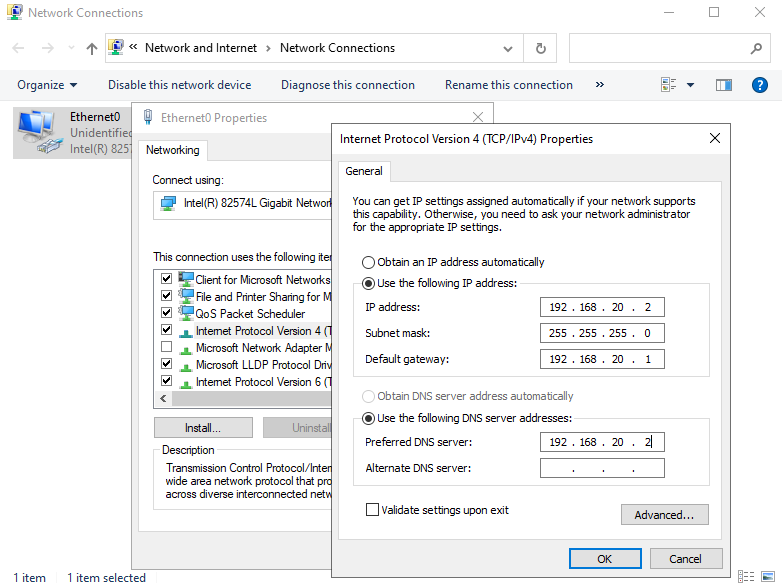 Network Connections
« Network and Internet › Network Connections
Organize Disable this network device Diagnose this connection Rename this connection »
Ethernet0
Unidentified
Intel(R) 8257
Ethernet0 Properties
Networking
Connect using:
Intel(R) 82574L Gigabit Network
This connection uses the following iter
Client for Microsoft Networks
File and Printer Sharing for M
QoS Packet Scheduler
Internet Protocol Version 4 (T
Microsoft Network Adapter M
Microsoft LLDP Protocol Driv
Internet Protocol Version 6 (T
Install... Uninstall
Description
Transmission Control Protocol/Inter
wide area network protocol that pro
across diverse interconnected netw
Internet Protocol Version 4 (TCP/IPv4) Properties
General
You can get IP settings assigned automatically if your network supports
this capability. Otherwise, you need to ask your network administrator
for the appropriate IP settings.
Obtain an IP address automatically
Use the following IP address:
IP address: 192 . 168 . 20 . 2
Subnet mask: 255 . 255 . 255 . 0
Default gateway: 192 . 168 . 20 . 1
Obtain DNS server address automatically
Use the following DNS server addresses:
Preferred DNS server: 192 . 168 . 20 . 2
Alternate DNS server: . . .
Validate settings upon exit
Advanced...
OK Cancel
1 item 1 item selected